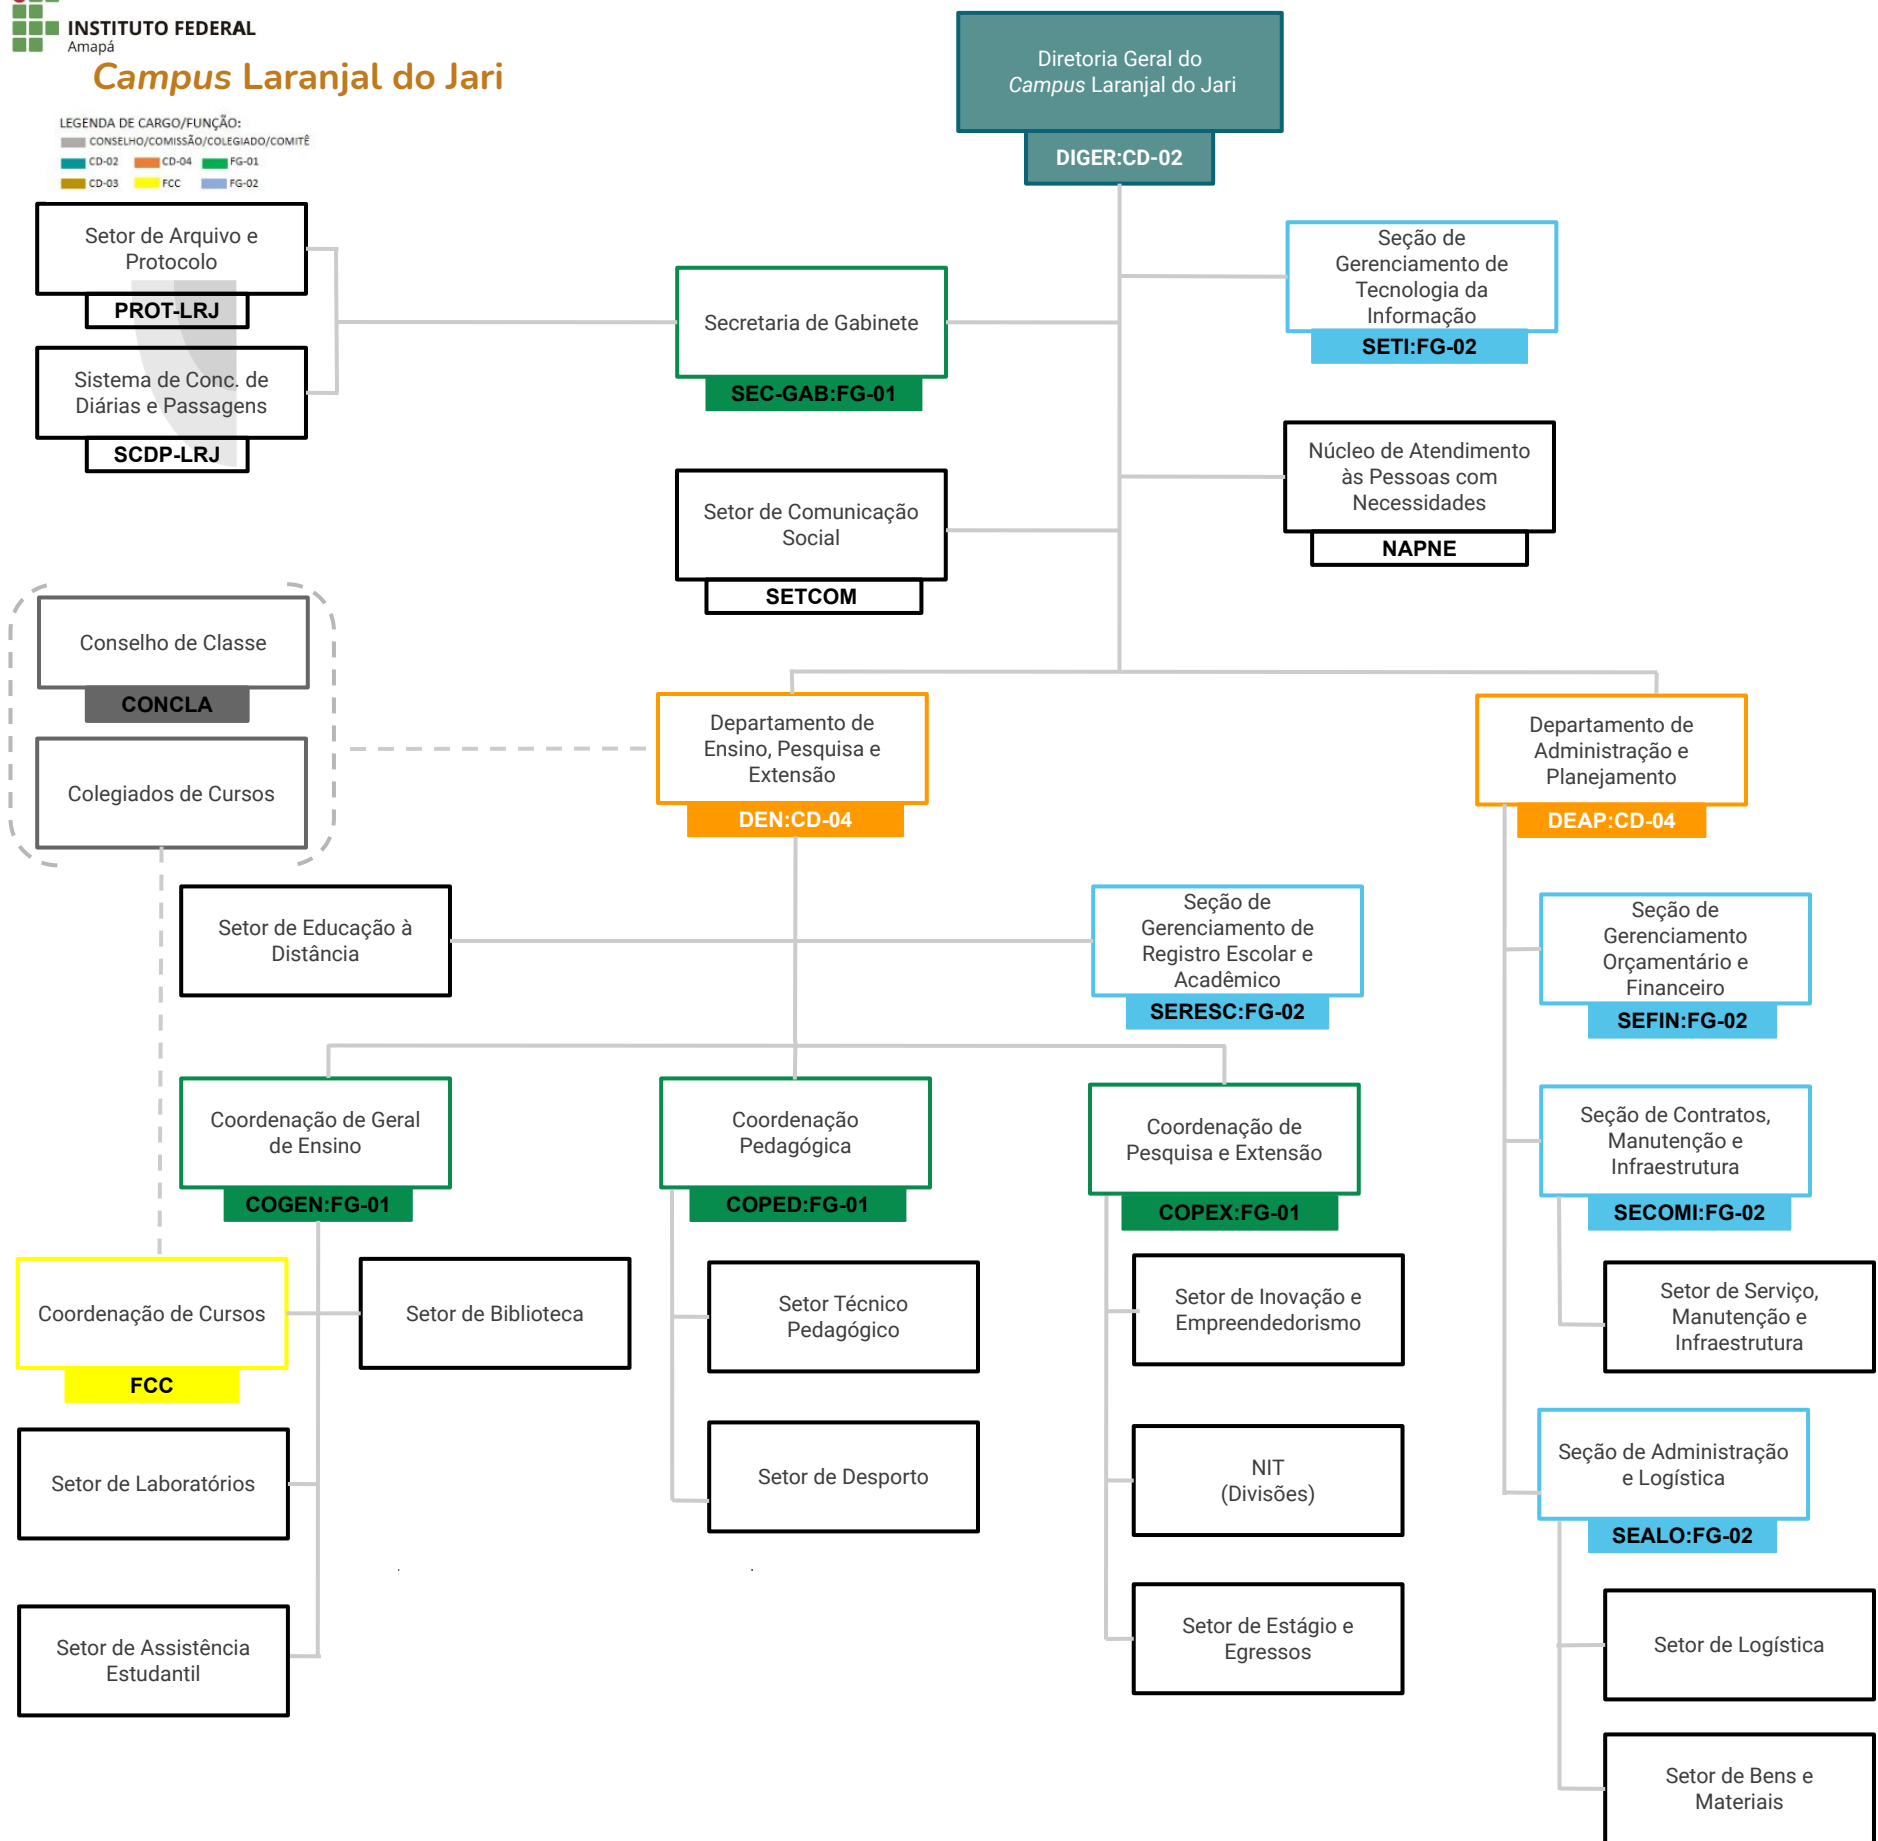 INSTITUTO FEDERAL
Amapá
Campus Laranjal do Jari
LEGENDA DE CARGO/FUNÇÃO:
CONSELHO/COMISSÃO/COLEGIADO/COMITÊ
CD-02 CD-04 FG-01
CD-03 FCC FG-02
Diretoria Geral do
Campus Laranjal do Jari
DIGER:CD-02
Setor de Arquivo e
Protocolo
PROT-LRJ
Sistema de Conc. de
Diárias e Passagens
SCDP-LRJ
Secretaria de Gabinete
SEC-GAB:FG-01
Seção de
Gerenciamento de
Tecnologia da
Informação
SETI:FG-02
Setor de Comunicação
Social
SETCOM
Núcleo de Atendimento
às Pessoas com
Necessidades
NAPNE
Conselho de Classe
CONCLA
Colegiados de Cursos
Departamento de
Ensino, Pesquisa e
Extensão
DEN:CD-04
Departamento de
Administração e
Planejamento
DEAP:CD-04
Setor de Educação à
Distância
Seção de
Gerenciamento de
Registro Escolar e
Acadêmico
SERESC:FG-02
Seção de
Gerenciamento
Orçamentário e
Financeiro
SEFIN:FG-02
Coordenação de Geral
de Ensino
COGEN:FG-01
Coordenação
Pedagógica
COPED:FG-01
Coordenação de
Pesquisa e Extensão
COPEX:FG-01
Seção de Contratos,
Manutenção e
Infraestrutura
SECOMI:FG-02
Coordenação de Cursos
FCC
Setor de Biblioteca
Setor Técnico
Pedagógico
Setor de Inovação e
Empreendedorismo
Setor de Serviço,
Manutenção e
Infraestrutura
Setor de Laboratórios
Setor de Desporto
NIT
(Divisões)
Seção de Administração
e Logística
SEALO:FG-02
Setor de Assistência
Estudantil
Setor de Estágio e
Egressos
Setor de Logística
Setor de Bens e
Materiais